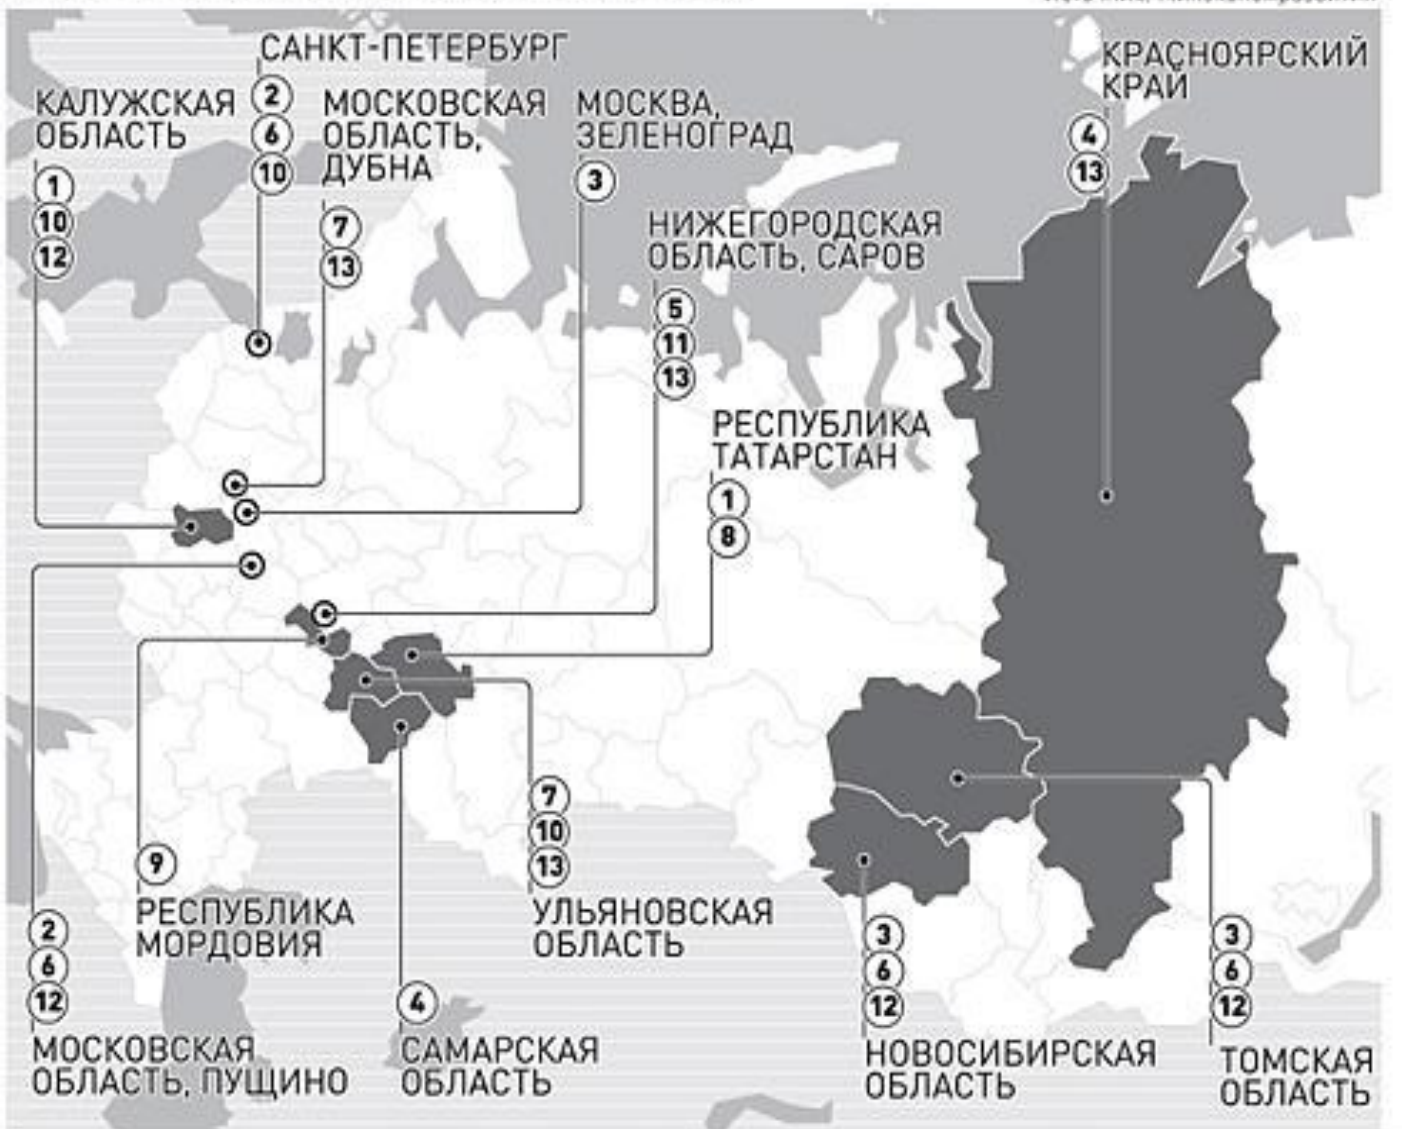 САНКТ-ПЕТЕРБУРГ
2
6
10
КАЛУЖСКАЯ
ОБЛАСТЬ
1
10
12
МОСКОВСКАЯ
ОБЛАСТЬ,
ДУБНА
7
13
МОСКВА,
ЗЕЛЕНОГРАД
3
КРАСНОЯРСКИЙ
КРАЙ
4
13
НИЖЕГОРОДСКАЯ
ОБЛАСТЬ, САРОВ
5
11
13
РЕСПУБЛИКА
ТАТАРСТАН
1
8
9
РЕСПУБЛИКА
МОРДОВИЯ
7
10
13
УЛЬЯНОВСКАЯ
ОБЛАСТЬ
2
6
12
МОСКОВСКАЯ
ОБЛАСТЬ, ПУЩИНО
4
САМАРСКАЯ
ОБЛАСТЬ
3
6
12
НОВОСИБИРСКАЯ
ОБЛАСТЬ
3
6
12
ТОМСКАЯ
ОБЛАСТЬ